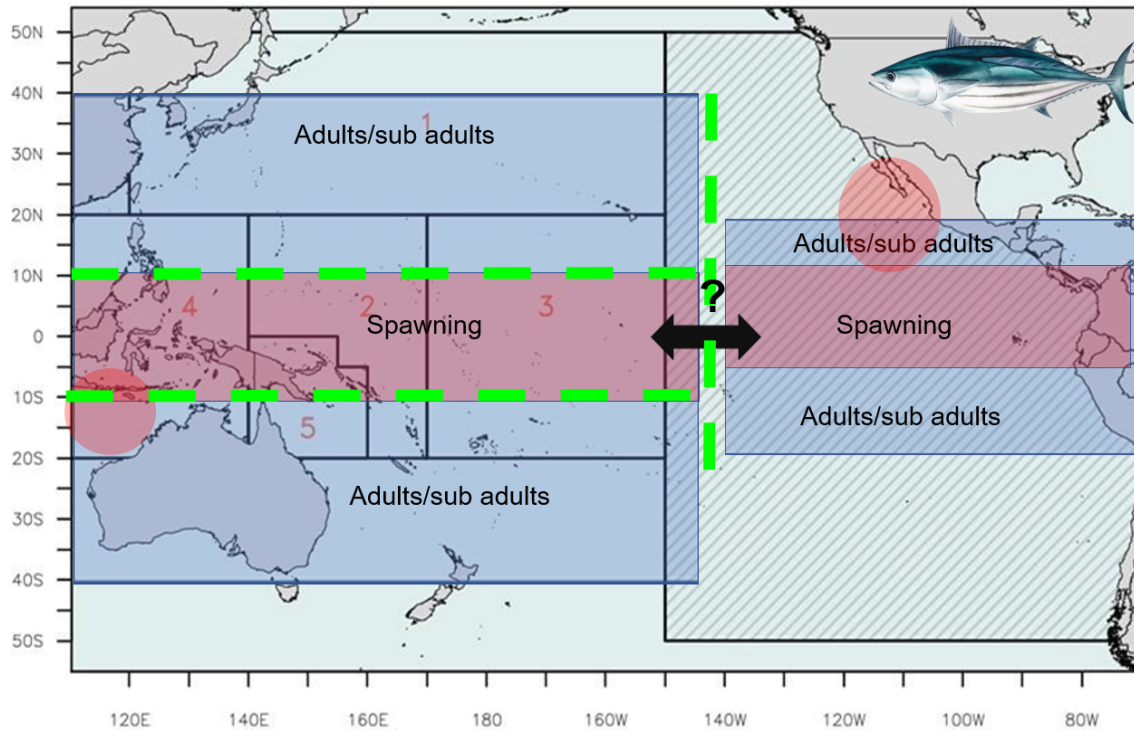 50N
40N
30N
20N
10N
0
10S
20S
30S
40S
50S
Adults/sub adults
1
Adults/sub adults
4
2
3
?
Spawning
Spawning
5
Adults/sub adults
Adults/sub adults
120E
140E
160E
180
160W
140W
120W
100W
80W